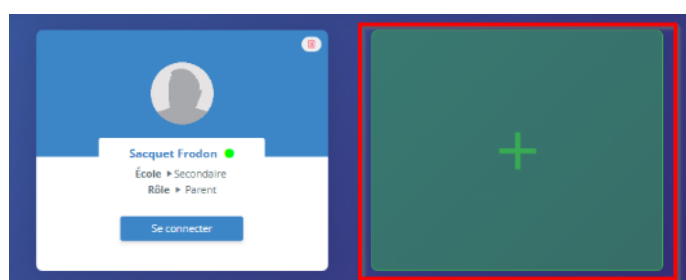 Sacquet Frodon
École ▸ Secondaire
Rôle ▸ Parent
Se connecter